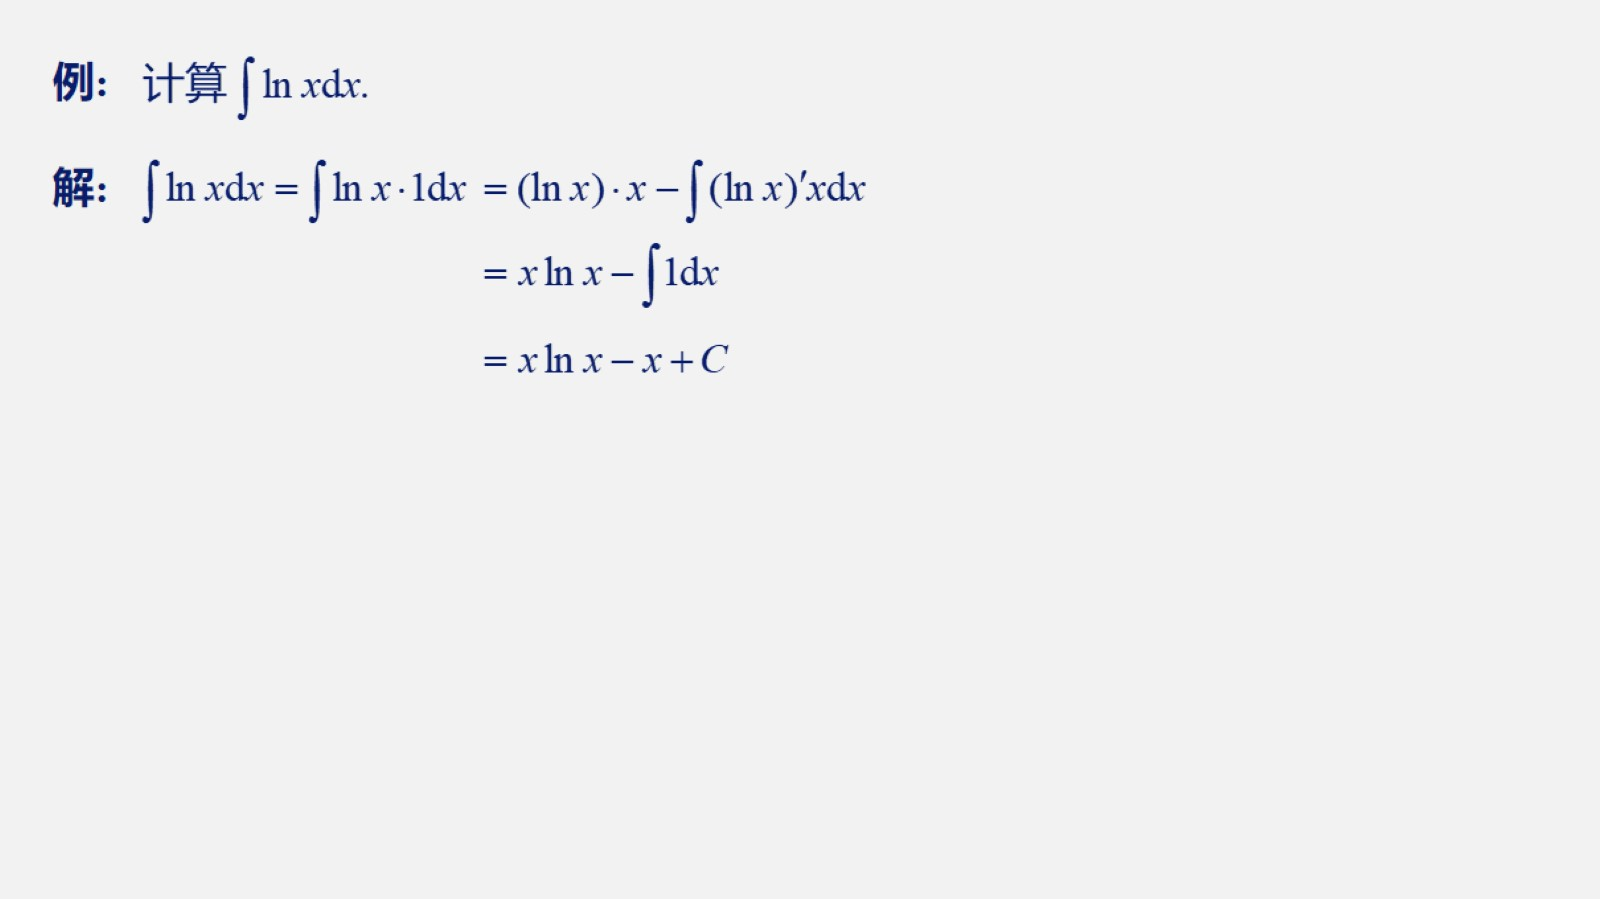 例: 计算∫ln xdx.
解: ∫ln xdx = ∫ln x·1dx = (ln x)·x − ∫(ln x)′xdx
= x ln x − ∫1dx
= x ln x − x + C